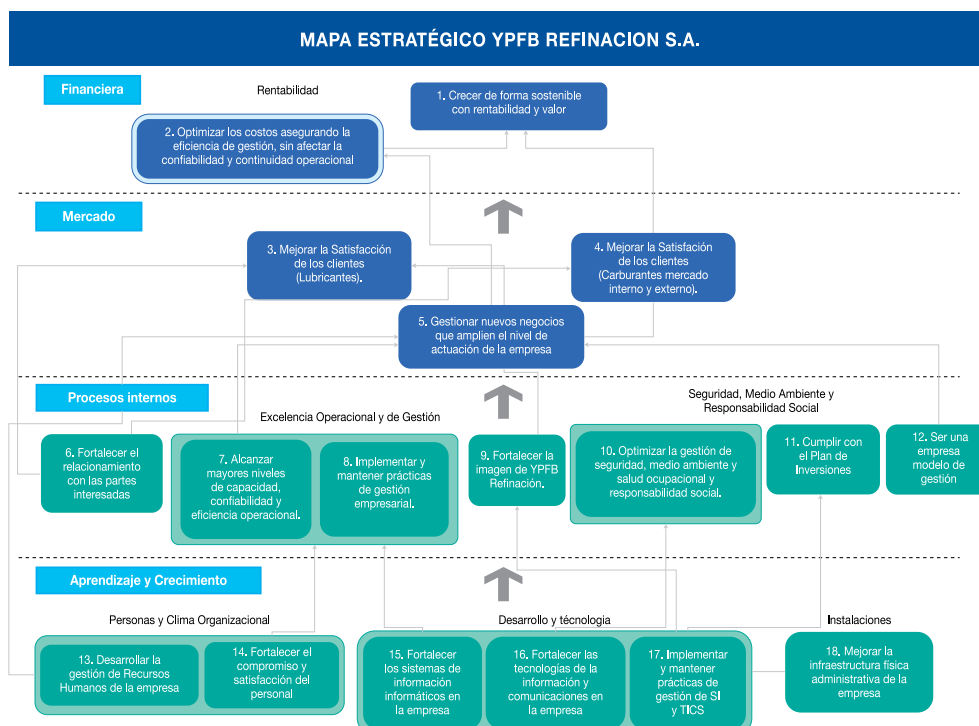 MAPA ESTRATÉGICO YPFB REFINACION S.A.
Financiera
Rentabilidad
1. Crecer de forma sostenible
con rentabilidad y valor
2. Optimizar los costos asegurando la
eficiencia de gestión, sin afectar la
confiabilidad y continuidad operacional
Mercado
3. Mejorar la Satisfacción
de los clientes
(Lubricantes).
4. Mejorar la Satisfación
de los clientes
(Carburantes mercado
interno y externo).
5. Gestionar nuevos negocios
que amplien el nivel de
actuación de la empresa
Procesos internos
Excelencia Operacional y de Gestión
Seguridad, Medio Ambiente y
Responsabilidad Social
6. Fortalecer el
relacionamiento
con las partes
interesadas
7. Alcanzar
mayores niveles
de capacidad,
confiabilidad y
eficiencia operacional.
8. Implementar y
mantener prácticas
de gestión
empresarial.
9. Fortalecer la
imagen de YPFB
Refinación.
10. Optimizar la gestión de
seguridad, medio ambiente y
salud ocupacional y
responsabilidad social.
11. Cumplir con
el Plan de
Inversiones
12. Ser una
empresa
modelo de
gestión
Aprendizaje y Crecimiento
Personas y Clima Organizacional
Desarrollo y técnologia
Instalaciones
13. Desarrollar la
gestión de Recursos
Humanos de la empresa
14. Fortalecer el
compromiso y
satisfacción del
personal
15. Fortalecer
los sistemas de
información
informáticos en
la empresa
16. Fortalecer las
tecnologías de la
información y
comunicaciones en
la empresa
17. Implementar
y mantener
prácticas de
gestión de SI
y TICS
18. Mejorar la
infraestructura física
administrativa de la
empresa